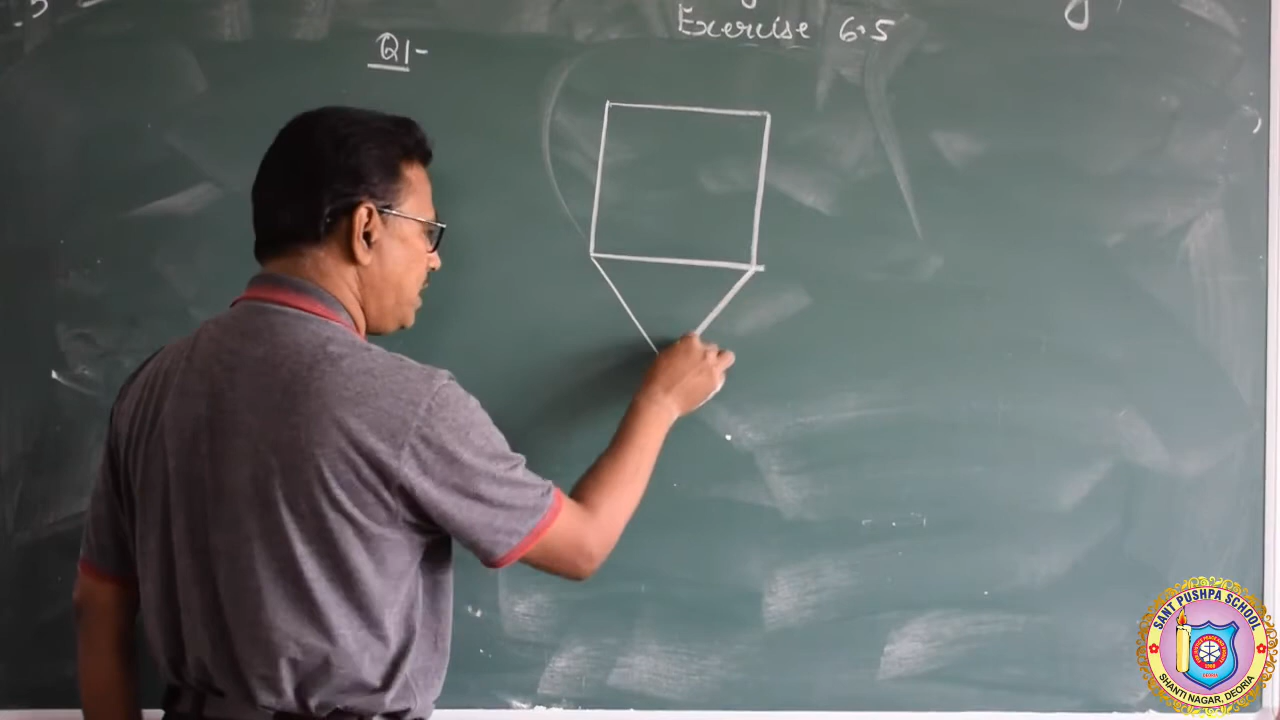 Exercise 6.5
Q1-
SANT PUSHPA SCHOOL
SHANTI NAGAR, DEORIA